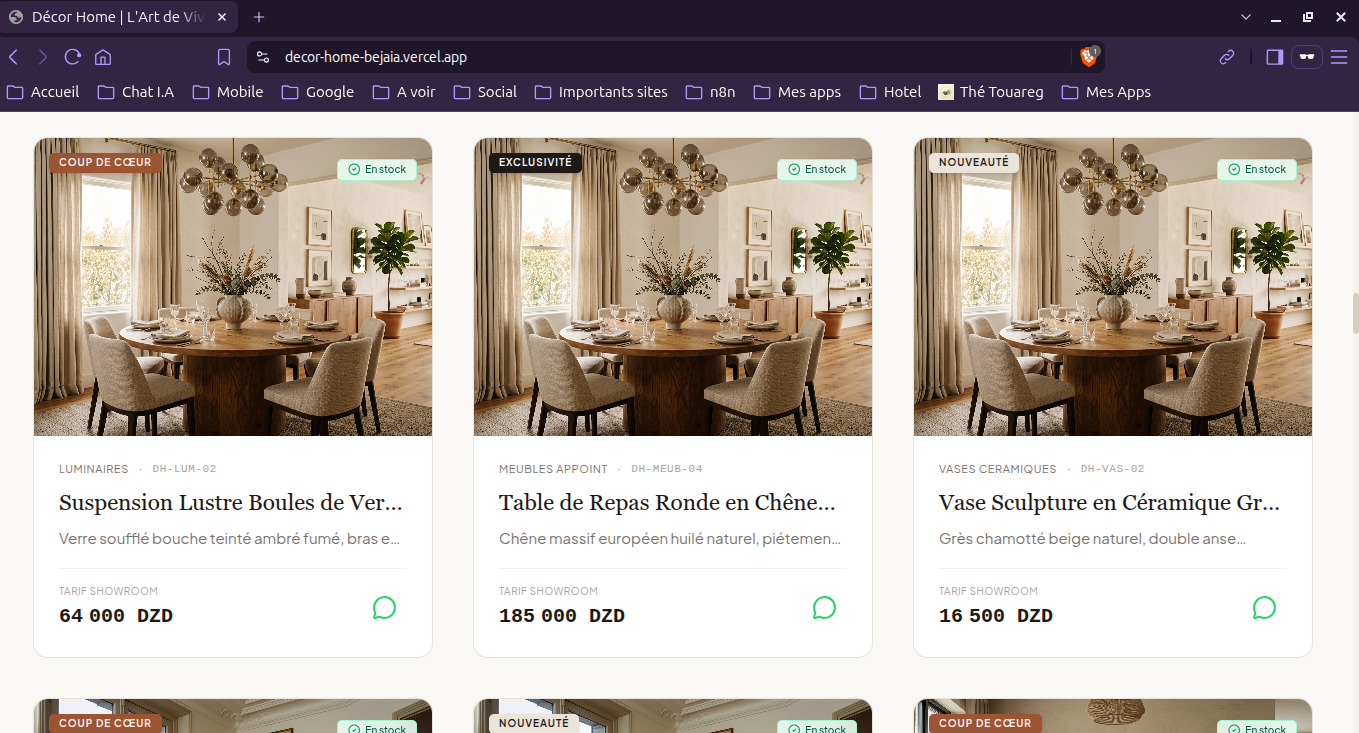 Décor Home | L'Art de Viv
decor-home-bejaia.vercel.app
1
Accueil
Chat I.A
Mobile
Google
A voir
Social
Importants sites
n8n
Mes apps
Hotel
Thé Touareg
Mes Apps
COUP DE CŒUR
En stock
LUMINAIRES · DH-LUM-02
Suspension Lustre Boules de Ver...
Verre soufflé bouche teinté ambré fumé, bras e...
TARIF SHOWROOM
64 000 DZD
EXCLUSIVITÉ
En stock
MEUBLES APPOINT · DH-MEUB-04
Table de Repas Ronde en Chêne...
Chêne massif européen huilé naturel, piétemen...
TARIF SHOWROOM
185 000 DZD
NOUVEAUTÉ
En stock
VASES CERAMIQUES · DH-VAS-02
Vase Sculpture en Céramique Gr...
Grès chamotté beige naturel, double anse...
TARIF SHOWROOM
16 500 DZD
COUP DE CŒUR
En stock
NOUVEAUTÉ
En stock
COUP DE CŒUR
En stock